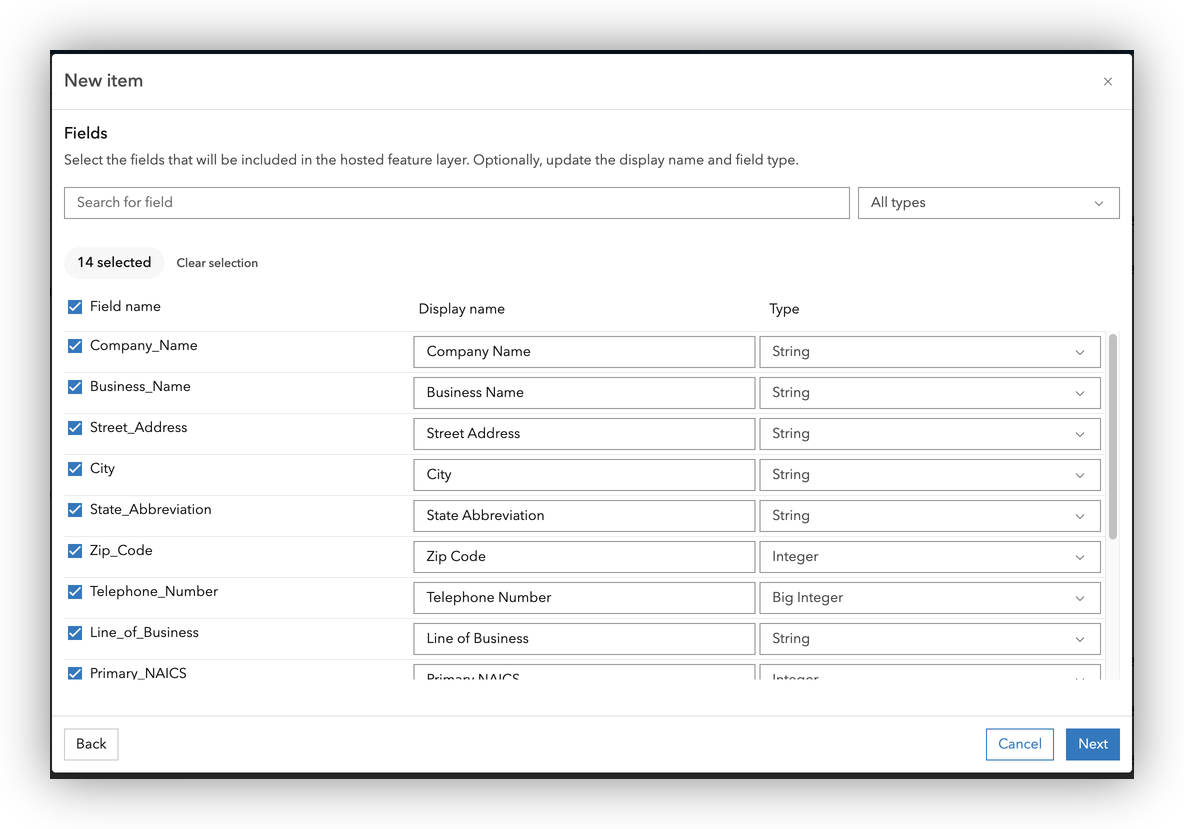 New item
Fields
Select the fields that will be included in the hosted feature layer. Optionally, update the display name and field type.
Search for field
All types
14 selected
Clear selection
Field name
Display name
Type
Company_Name
Company Name
String
Business_Name
Business Name
String
Street_Address
Street Address
String
City
City
String
State_Abbreviation
State Abbreviation
String
Zip_Code
Zip Code
Integer
Telephone_Number
Telephone Number
Big Integer
Line_of_Business
Line of Business
String
Primary_NAICS
Primary NAICS
Integer
Back
Cancel
Next